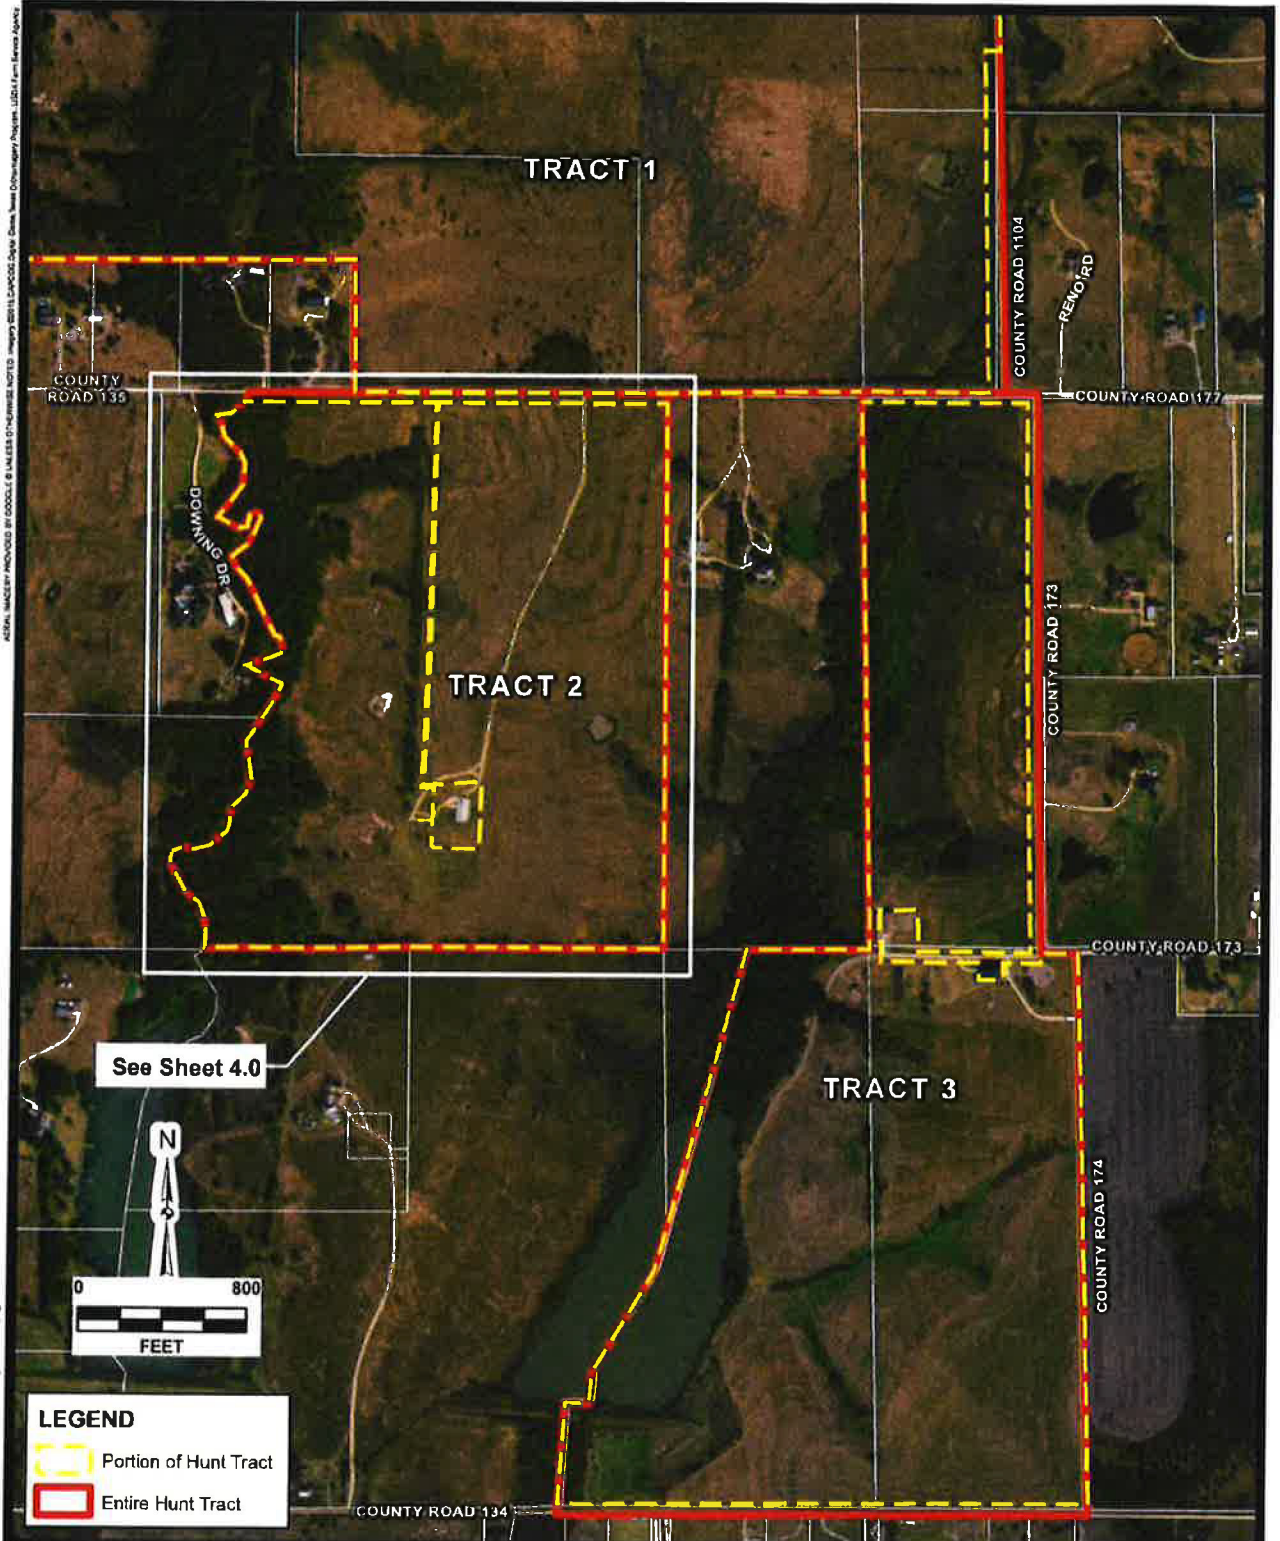 TRACT 1
COUNTY ROAD 1104
RENO RD
COUNTY
ROAD 135
COUNTY ROAD 177
DOWNING DR
COUNTY ROAD 173
TRACT 2
COUNTY ROAD 173
See Sheet 4.0
TRACT 3
N
COUNTY ROAD 174
0 800
FEET
LEGEND
Portion of Hunt Tract
Entire Hunt Tract
COUNTY ROAD 134